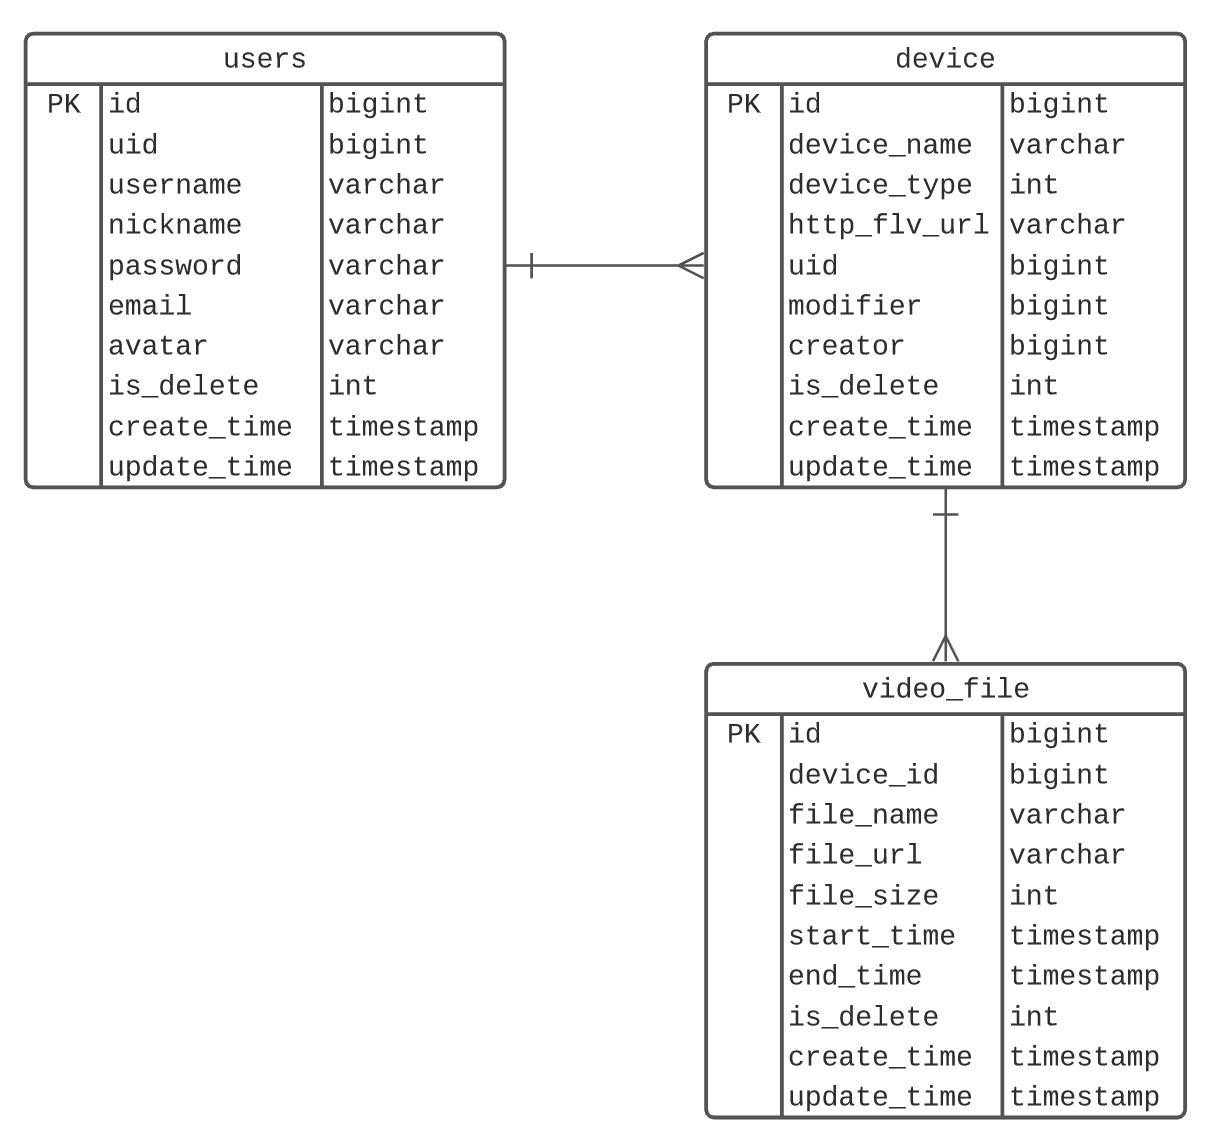 users
PK id bigint
uid bigint
username varchar
nickname varchar
password varchar
email varchar
avatar varchar
is_delete int
create_time timestamp
update_time timestamp
device
PK id bigint
device_name varchar
device_type int
http_flv_url varchar
uid bigint
modifier bigint
creator bigint
is_delete int
create_time timestamp
update_time timestamp
video_file
PK id bigint
device_id bigint
file_name varchar
file_url varchar
file_size int
start_time timestamp
end_time timestamp
is_delete int
create_time timestamp
update_time timestamp